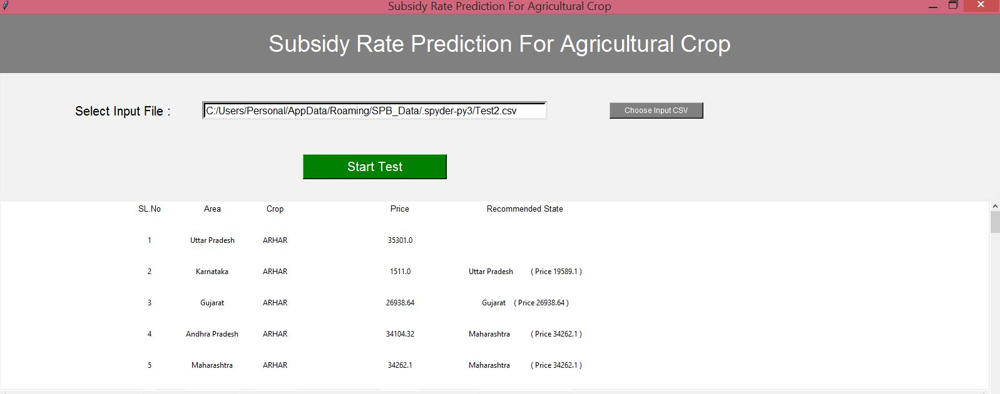 Subsidy Rate Prediction For Agricultural Crop
Subsidy Rate Prediction For Agricultural Crop
Select Input File : C:/Users/Personal/AppData/Roaming/SPB_Data/.spyder-py3/Test2.csv Choose Input CSV
Start Test
SL.No Area Crop Price Recommended State
1 Uttar Pradesh ARHAR 35301.0
2 Karnataka ARHAR 1511.0 Uttar Pradesh ( Price 19589.1 )
3 Gujarat ARHAR 26938.64 Gujarat ( Price 26938.64 )
4 Andhra Pradesh ARHAR 34104.32 Maharashtra ( Price 34262.1 )
5 Maharashtra ARHAR 34262.1 Maharashtra ( Price 34262.1 )